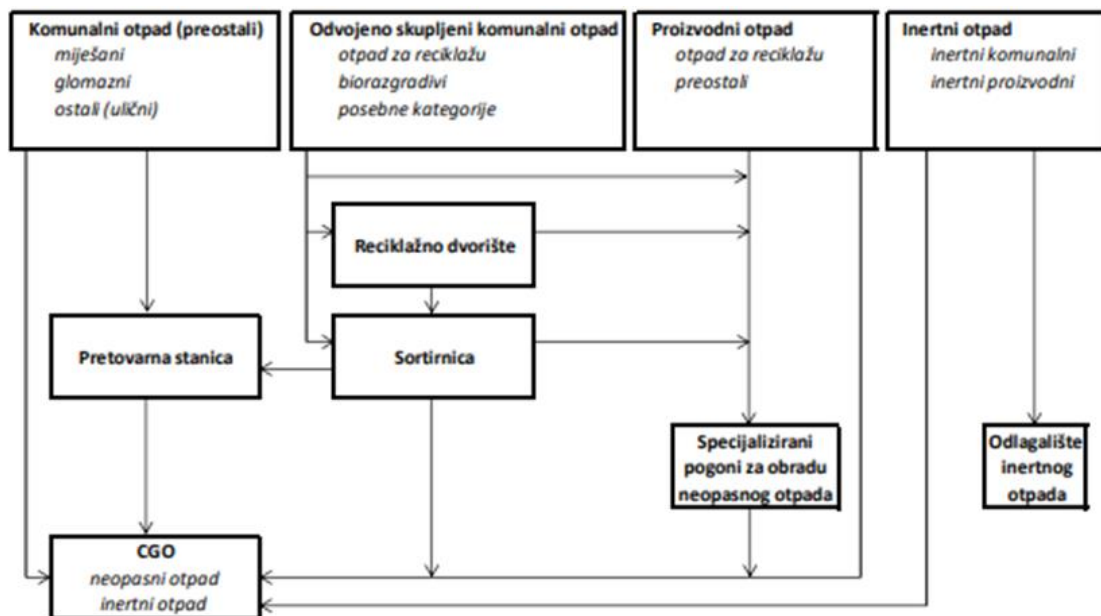 Komunalni otpad (preostali)
miješani
glomazni
ostali (ulični)
Odvojeno skupljeni komunalni otpad
otpad za reciklažu
biorazgradivi
posebne kategorije
Proizvodni otpad
otpad za reciklažu
preostali
Inertni otpad
inertni komunalni
inertni proizvodni
Reciklažno dvorište
Pretovarna stanica
Sortirnica
Specijalizirani
pogoni za obradu
neopasnog otpada
Odlagalište
inertnog
otpada
CGO
neopasni otpad
inertni otpad